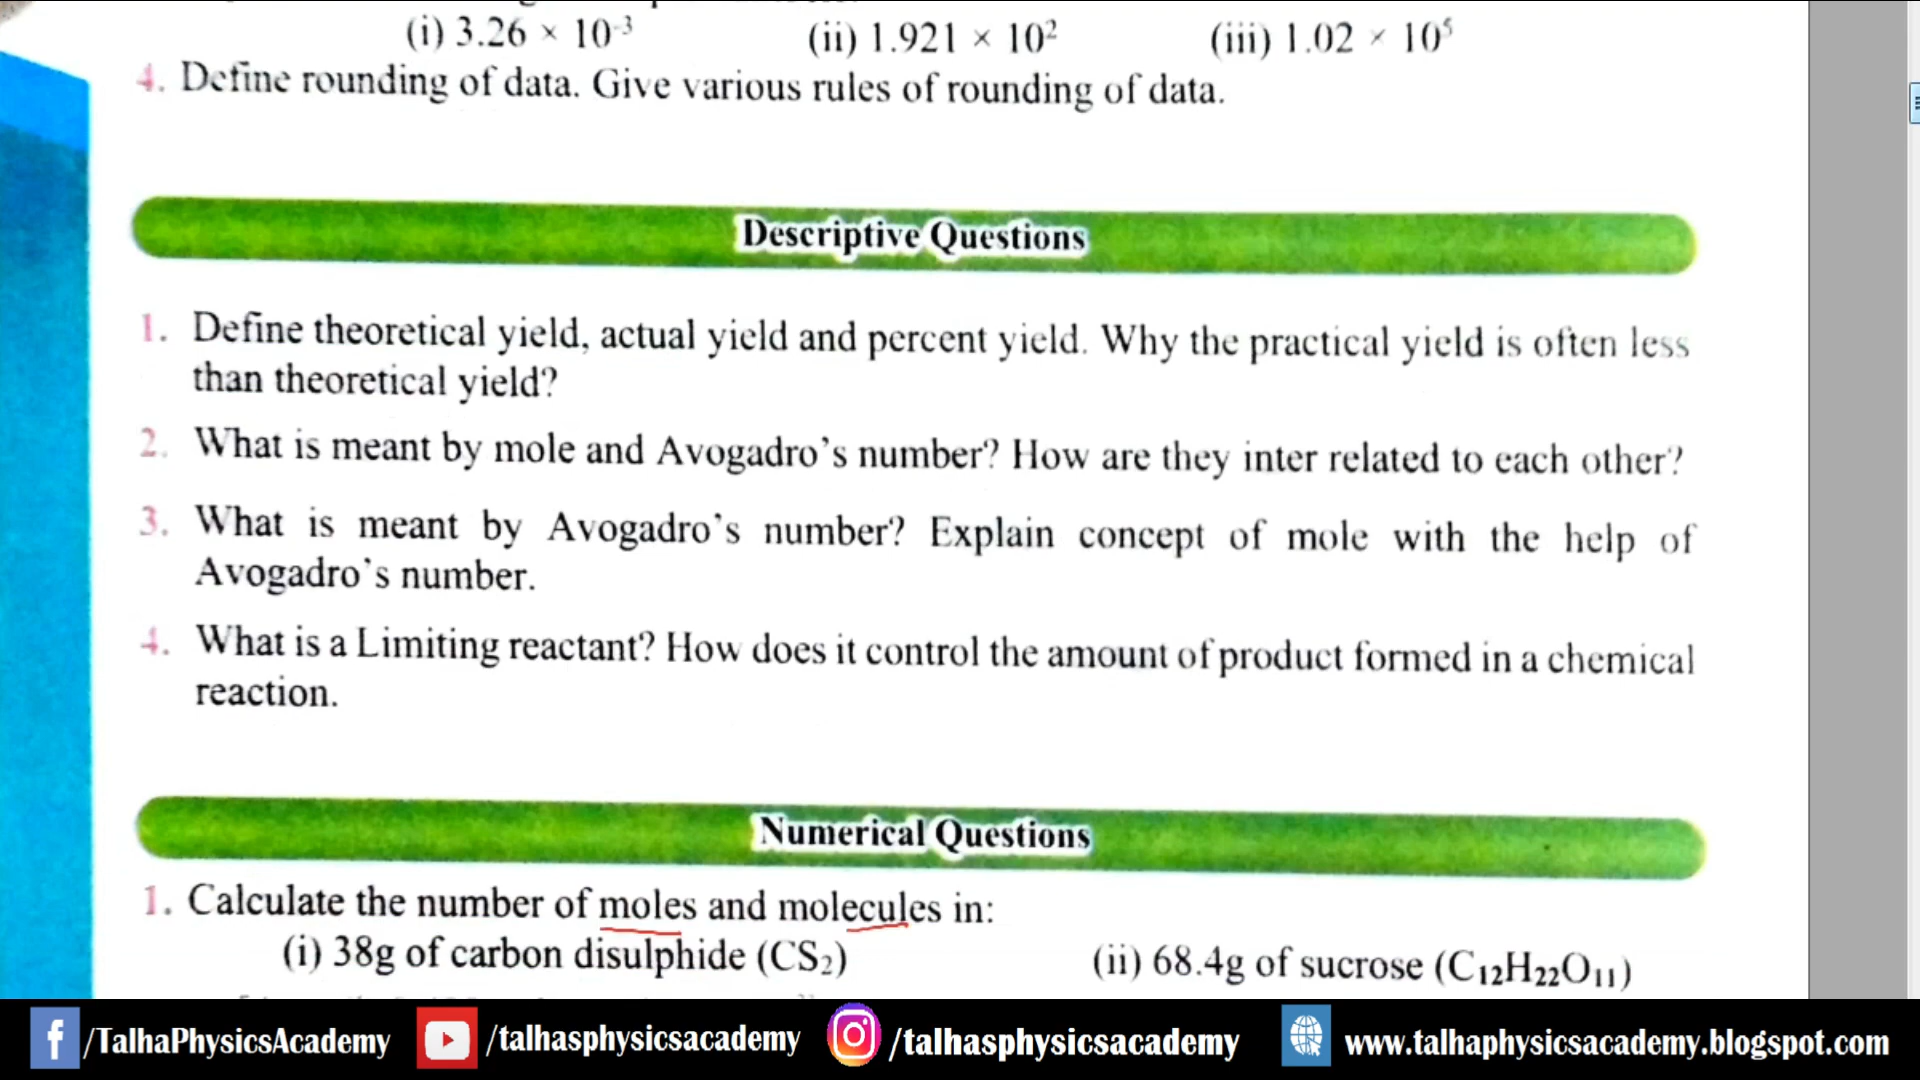 (i) 3.26 × 10⁻³ (ii) 1.921 × 10² (iii) 1.02 × 10⁵
4. Define rounding of data. Give various rules of rounding of data.
Descriptive Questions
1. Define theoretical yield, actual yield and percent yield. Why the practical yield is often less
than theoretical yield?
2. What is meant by mole and Avogadro's number? How are they inter related to each other?
3. What is meant by Avogadro's number? Explain concept of mole with the help of
Avogadro's number.
4. What is a Limiting reactant? How does it control the amount of product formed in a chemical
reaction.
Numerical Questions
1. Calculate the number of moles and molecules in:
(i) 38g of carbon disulphide (CS₂) (ii) 68.4g of sucrose (C₁₂H₂₂O₁₁)
/TalhaPhysicsAcademy /talhasphysicsacademy /talhasphysicsacademy www.talhaphysicsacademy.blogspot.com